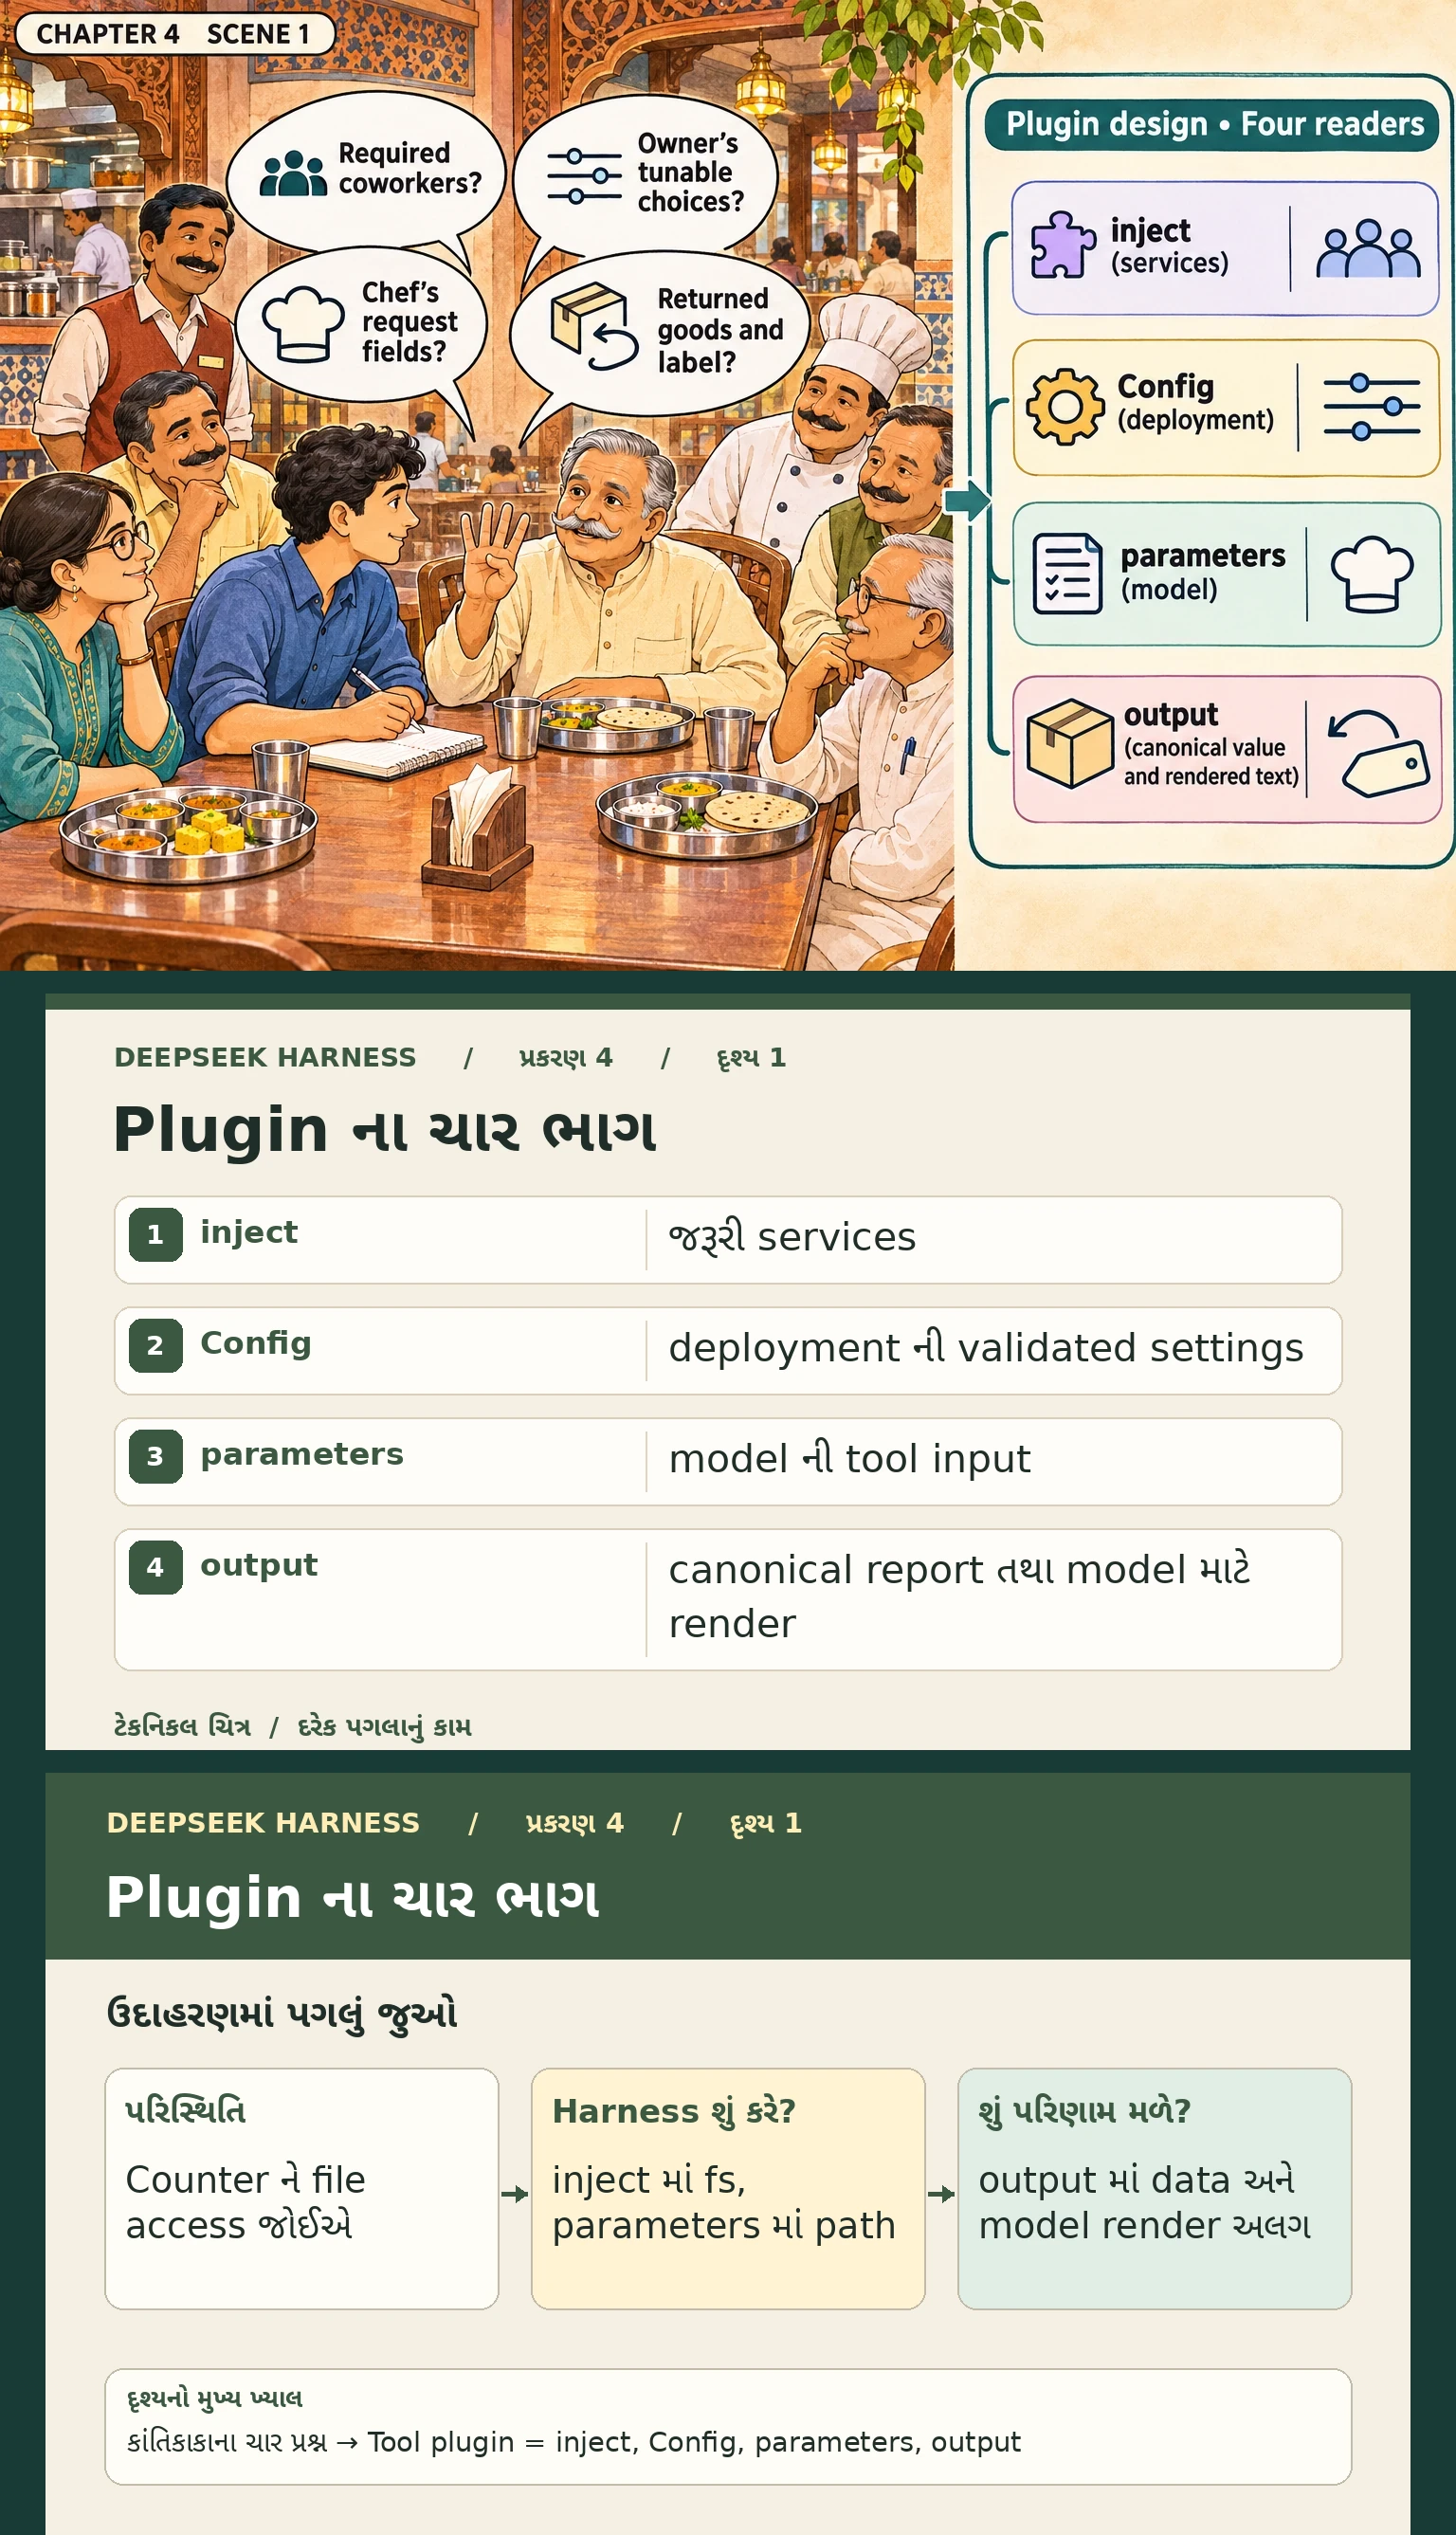 CHAPTER 4 SCENE 1
Required
coworkers?
Owner's
tunable
choices?
Chef's
request
fields?
Returned
goods and
label?
Plugin design • Four readers
inject
(services)
Config
(deployment)
parameters
(model)
output
(canonical value
and rendered text)
DEEPSEEK HARNESS / પ્રકરણ 4 / દૃશ્ય 1
Plugin ના ચાર ભાગ
1 inject
જરૂરી services
2 Config
deployment ની validated settings
3 parameters
model ની tool input
4 output
canonical report તથા model માટે
render
ટેકનિકલ ચિત્ર / દરેક પગલાનું કામ
DEEPSEEK HARNESS / પ્રકરણ 4 / દૃશ્ય 1
Plugin ના ચાર ભાગ
ઉદાહરણમાં પગલું જુઓ
પરિસ્થિતિ
Counter ને file
access જોઈએ
Harness શું કરે?
inject માં fs,
parameters માં path
શું પરિણામ મળે?
output માં data અને
model render અલગ
દૃશ્યનો મુખ્ય ખ્યાલ
કાંતિકાકાના ચાર પ્રશ્ન → Tool plugin = inject, Config, parameters, output